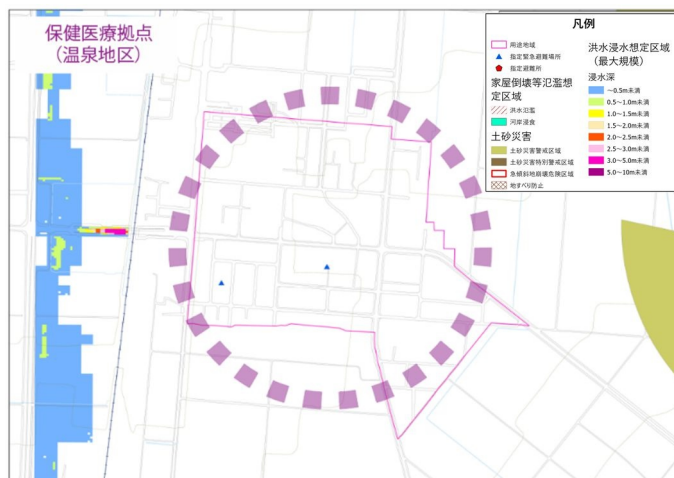 保健医療拠点
（温泉地区）
凡例
用途地域
指定緊急避難場所
指定避難所
家屋倒壊等氾濫想
定区域
洪水氾濫
河岸浸食
土砂災害
土砂災害警戒区域
土砂災害特別警戒区域
急傾斜地崩壊危険区域
地すべり防止
洪水浸水想定区域
（最大規模）
浸水深
～0.5m未満
0.5～1.0m未満
1.0～1.5m未満
1.5～2.0m未満
2.0～2.5m未満
2.5～3.0m未満
3.0～5.0m未満
5.0～10m未満